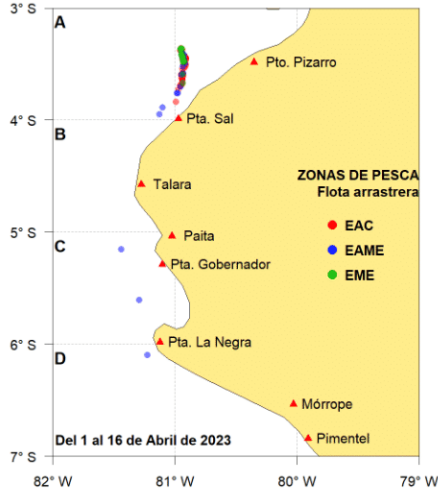 3° S
A
Pto. Pizarro
4° S
Pta. Sal
B
ZONAS DE PESCA
Flota arrastrera
Talara
EAC
5° S
Paita
C
EAME
Pta. Gobernador
EME
6° S
Pta. La Negra
D
Mórrope
Del 1 al 16 de Abril de 2023
Pimentel
7° S
82° W
81° W
80° W
79° W